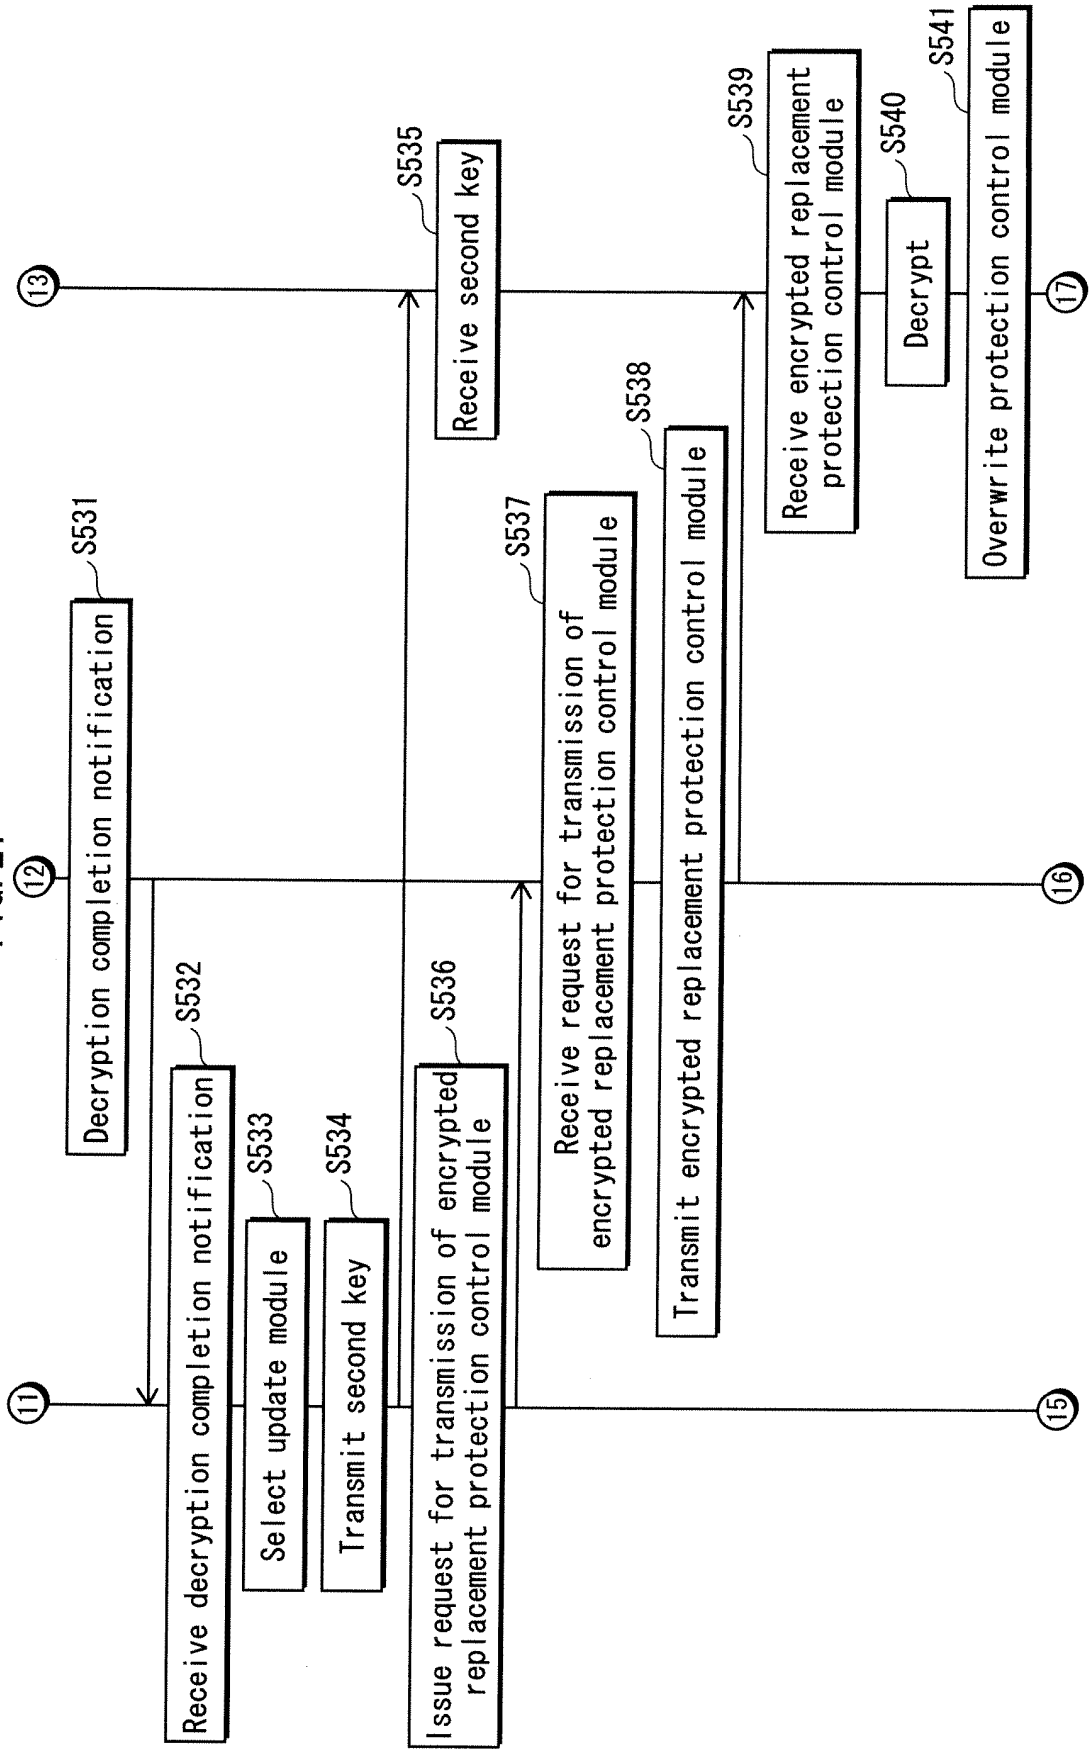 11
12
13
Decryption completion notification
S531
Receive decryption completion notification
S532
Select update module
S533
Transmit second key
S534
Receive second key
S535
Issue request for transmission of encrypted
replacement protection control module
S536
Receive request for transmission of
encrypted replacement protection control module
S537
Transmit encrypted replacement protection control module
S538
Receive encrypted replacement
protection control module
S539
Decrypt
S540
Overwrite protection control module
S541
15
16
17